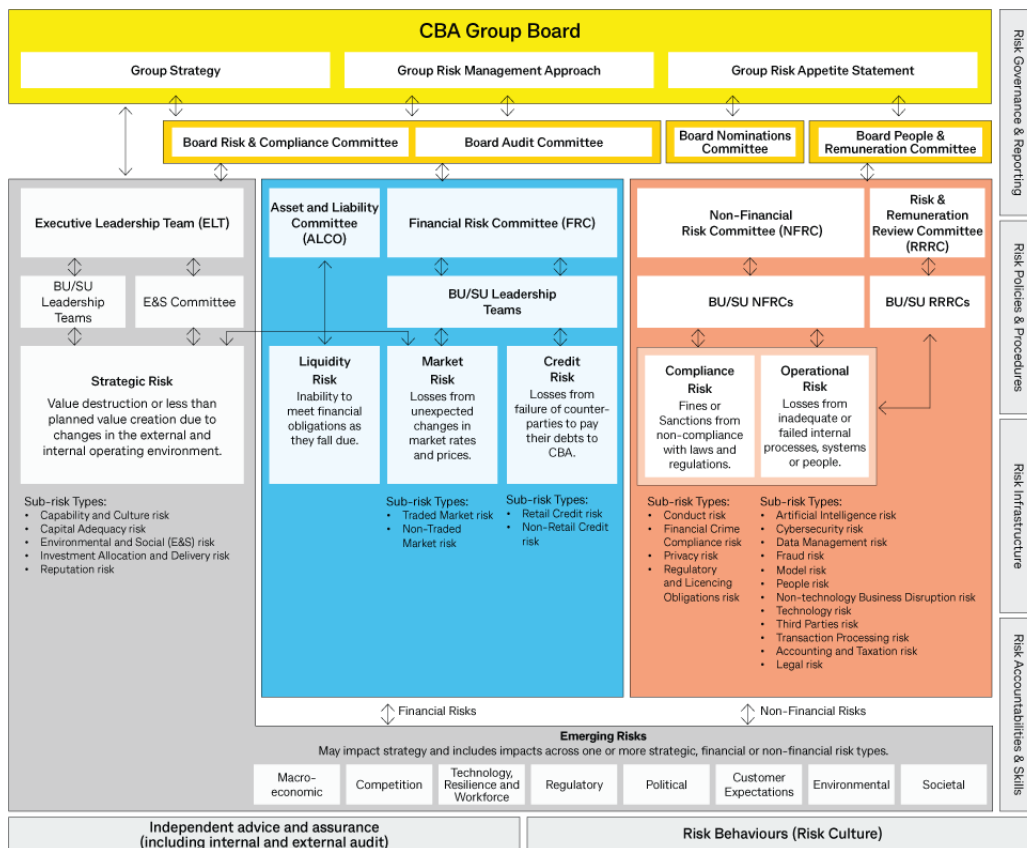 CBA Group Board
Group Strategy
Group Risk Management Approach
Group Risk Appetite Statement
Board Risk & Compliance Committee
Board Audit Committee
Board Nominations
Committee
Board People &
Remuneration Committee
Executive Leadership Team (ELT)
BU/SU
Leadership
Teams
E&S Committee
Strategic Risk
Value destruction or less than
planned value creation due to
changes in the external and
internal operating environment.
Sub-risk Types:
• Capability and Culture risk
• Capital Adequacy risk
• Environmental and Social (E&S) risk
• Investment Allocation and Delivery risk
• Reputation risk
Asset and Liability
Committee
(ALCO)
Financial Risk Committee (FRC)
BU/SU Leadership
Teams
Liquidity
Risk
Inability to
meet financial
obligations as
they fall due.
Market
Risk
Losses from
unexpected
changes in
market rates
and prices.
Credit
Risk
Losses from
failure of counter-
parties to pay
their debts to
CBA.
Sub-risk Types:
• Traded Market risk
• Non-Traded
Market risk
Sub-risk Types:
• Retail Credit risk
• Non-Retail Credit
risk
Non-Financial
Risk Committee (NFRC)
Risk &
Remuneration
Review Committee
(RRRC)
BU/SU NFRCs
BU/SU RRRCs
Compliance
Risk
Fines or
Sanctions from
non-compliance
with laws and
regulations.
Operational
Risk
Losses from
inadequate or
failed internal
processes, systems
or people.
Sub-risk Types:
• Conduct risk
• Financial Crime
Compliance risk
• Privacy risk
• Regulatory
and Licencing
Obligations risk
Sub-risk Types:
• Artificial Intelligence risk
• Cybersecurity risk
• Data Management risk
• Fraud risk
• Model risk
• People risk
• Non-technology Business Disruption risk
• Technology risk
• Third Parties risk
• Transaction Processing risk
• Accounting and Taxation risk
• Legal risk
Financial Risks
Non-Financial Risks
Emerging Risks
May impact strategy and includes impacts across one or more strategic, financial or non-financial risk types.
Macro-
economic
Competition
Technology,
Resilience and
Workforce
Regulatory
Political
Customer
Expectations
Environmental
Societal
Independent advice and assurance
(including internal and external audit)
Risk Behaviours (Risk Culture)
Risk Governance & Reporting
Risk Policies & Procedures
Risk Infrastructure
Risk Accountabilities & Skills